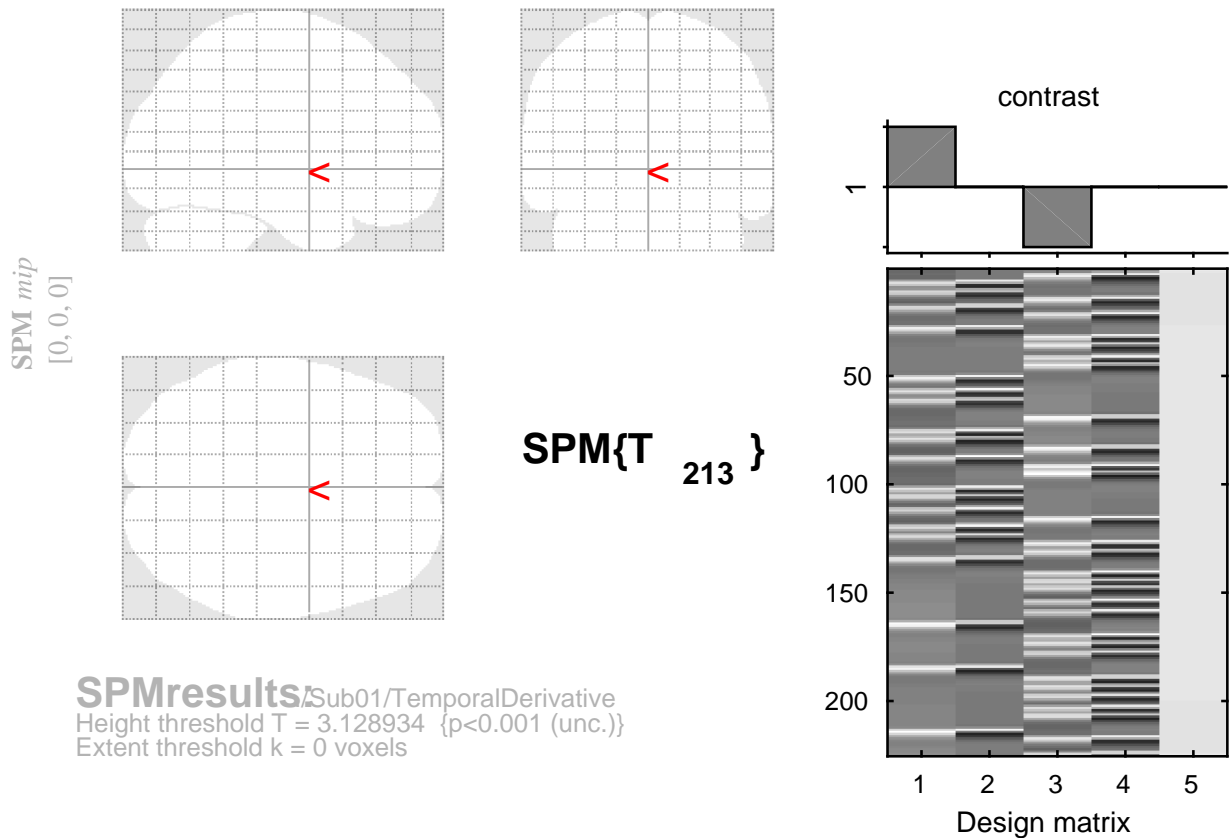 SPM mip
[0, 0, 0]
<
<
<
SPM{T 213 }
SPMresults: /Sub01/TemporalDerivative
Height threshold T = 3.128934 {p<0.001 (unc.)}
Extent threshold k = 0 voxels
contrast
1
50
100
150
200
1 2 3 4 5
Design matrix